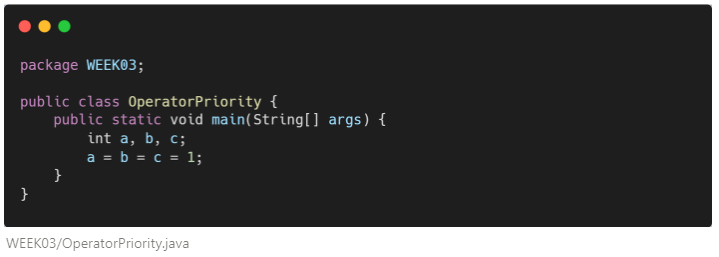 package WEEK03;
public class OperatorPriority {
    public static void main(String[] args) {
        int a, b, c;
        a = b = c = 1;
    }
}
WEEK03/OperatorPriority.java